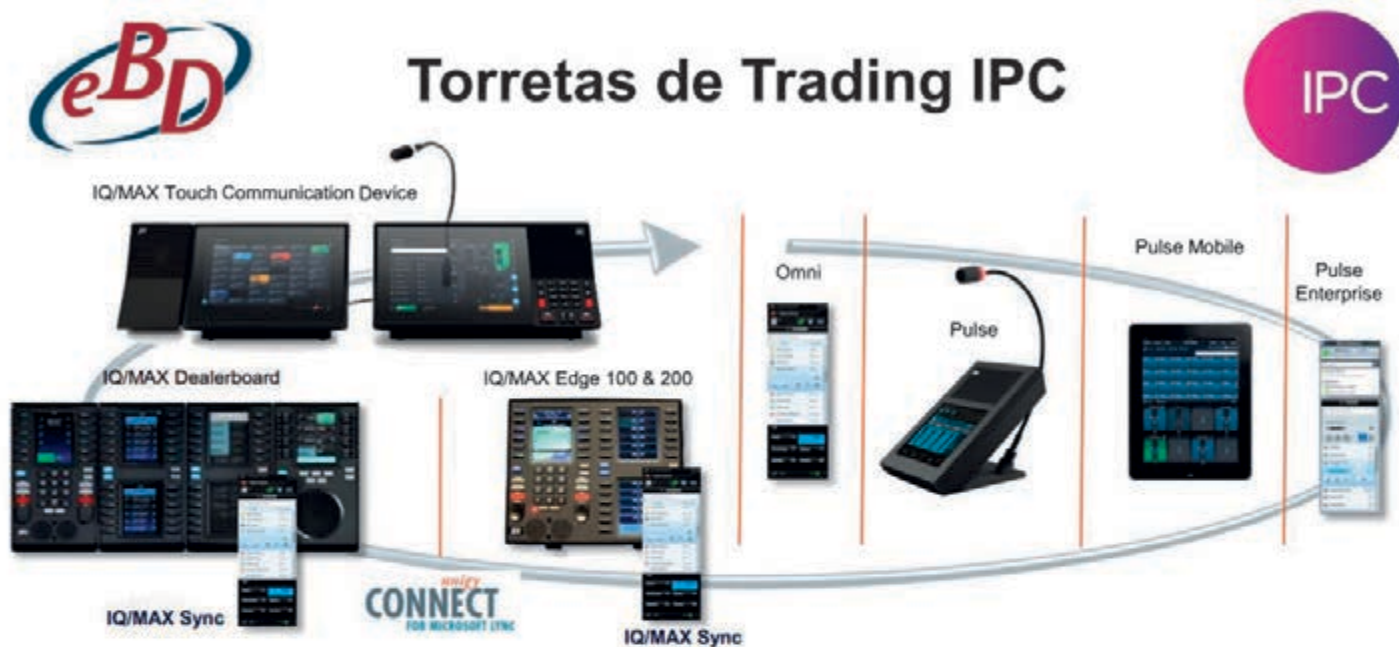 eBD
Torretas de Trading IPC
IPC
IQ/MAX Touch Communication Device
Omni
Pulse
Pulse Mobile
Pulse
Enterprise
IQ/MAX Dealerboard
IQ/MAX Edge 100 & 200
IQ/MAX Sync
unigy
CONNECT
FOR MICROSOFT LYNC
IQ/MAX Sync